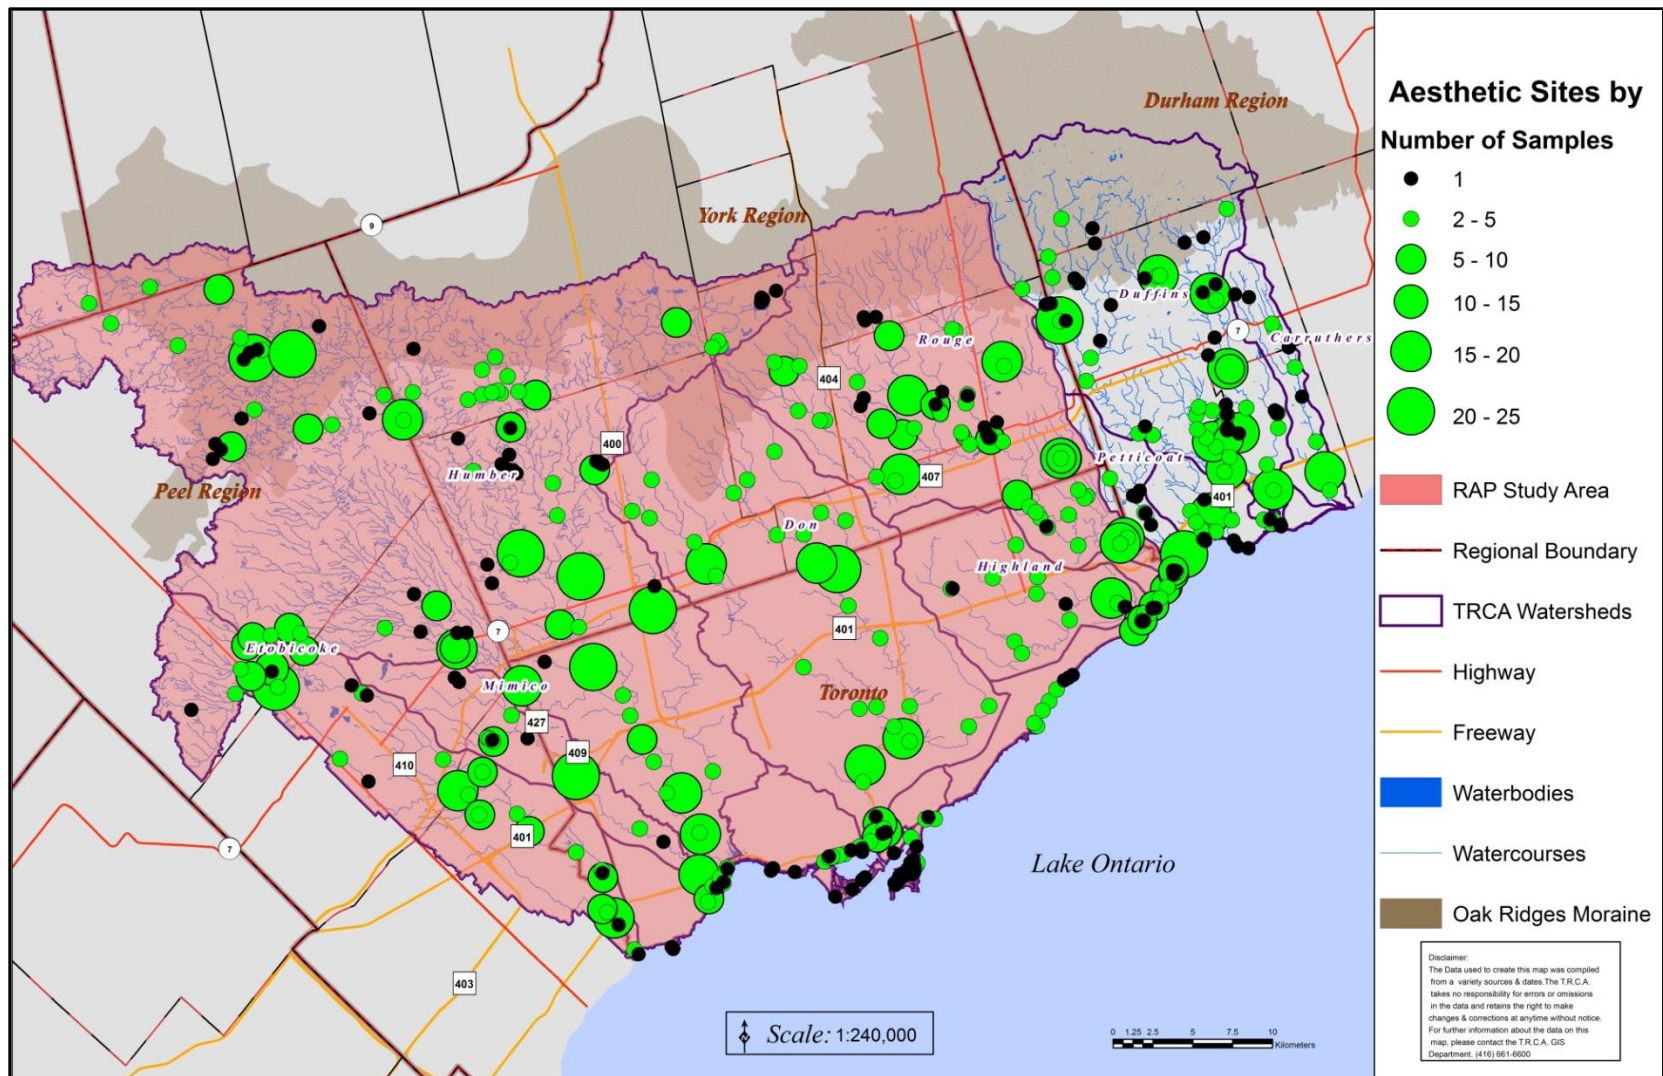 Durham Region
York Region
9
Duffins
7
Carruthers
Rouge
404
400
Petticoat
Humber
407
401
Peel Region
Don
Highland
401
7
Etobicoke
Mimico
Toronto
427
409
410
401
7
403
Lake Ontario
N
Scale: 1:240,000
0 1.25 2.5 5 7.5 10
Kilometers
Aesthetic Sites by
Number of Samples
1
2 - 5
5 - 10
10 - 15
15 - 20
20 - 25
RAP Study Area
Regional Boundary
TRCA Watersheds
Highway
Freeway
Waterbodies
Watercourses
Oak Ridges Moraine
Disclaimer:
The Data used to create this map was compiled
from a variety sources & dates.The T.R.C.A.
takes no responsibility for errors or omissions
in the data and retains the right to make
changes & corrections at anytime without notice.
For further information about the data on this
map, please contact the T.R.C.A. GIS
Department. (416) 661-6600